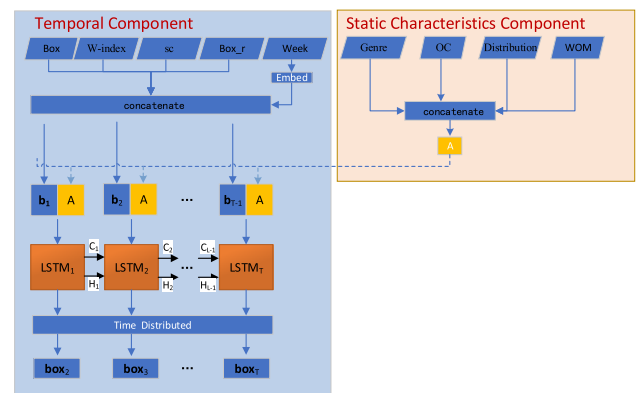 Temporal Component
Static Characteristics Component
Box W-index sc Box_r Week
Genre OC Distribution WOM
Embed
concatenate
concatenate
A
b1 A b2 A ... bT-1 A
C1 C2 CL-1
LSTM1 LSTM2 ... LSTMT
H1 H2 HL-1
Time Distributed
box2 box3 ... boxT